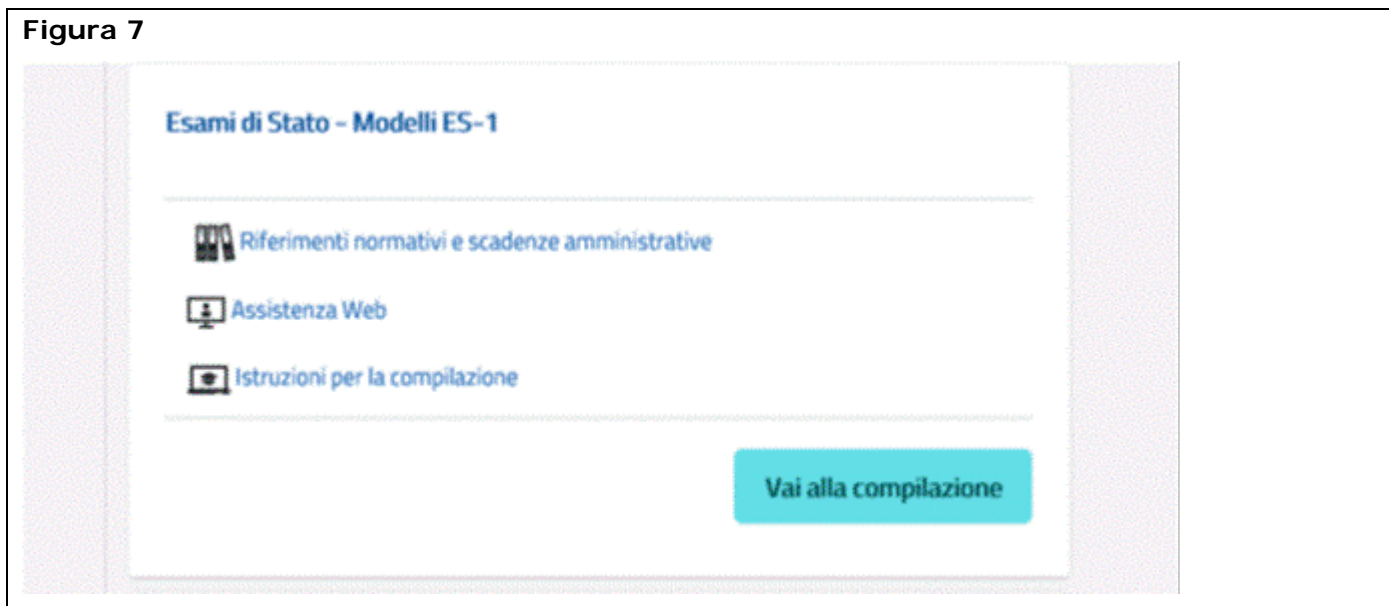 Figura 7
Esami di Stato - Modelli ES-1
Riferimenti normativi e scadenze amministrative
Assistenza Web
Istruzioni per la compilazione
Vai alla compilazione